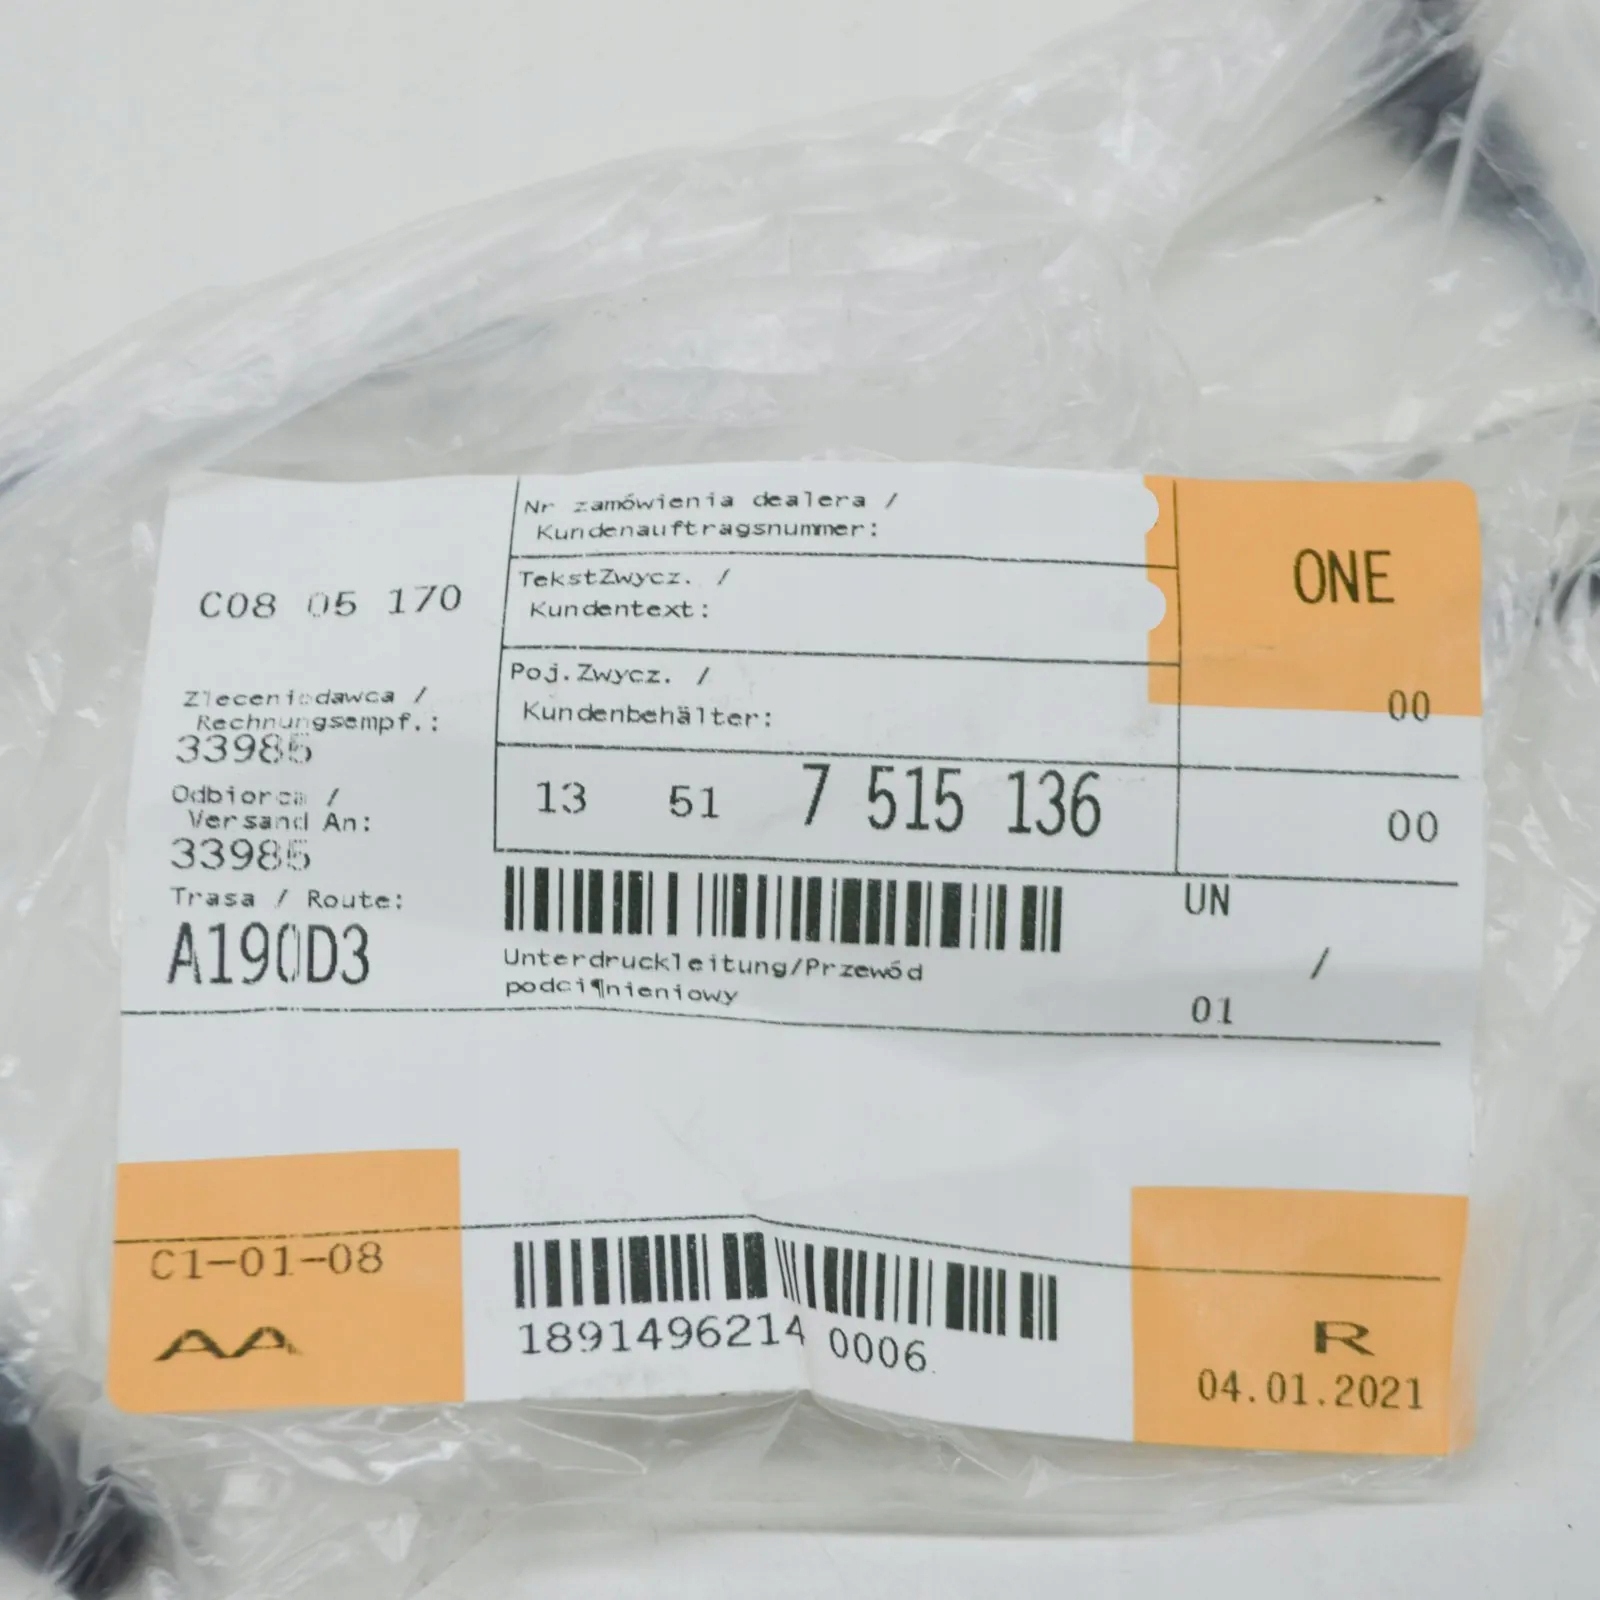 Nr zamówienia dealera /
Kundenauftragsnummer:
ONE
C08 05 170
TekstZwycz. /
Kundentext:
Poj.Zwycz. /
Kundenbehälter:
00
Zleceniodawca /
Rechnungsempf.:
33985
13 51 7 515 136
00
Odbiorca /
Versand An:
33985
Trasa / Route:
A190D3
UN
/
01
Unterdruckleitung/Przewód
podci¶nieniowy
C1-01-08
AA
1891496214 0006
R
04.01.2021